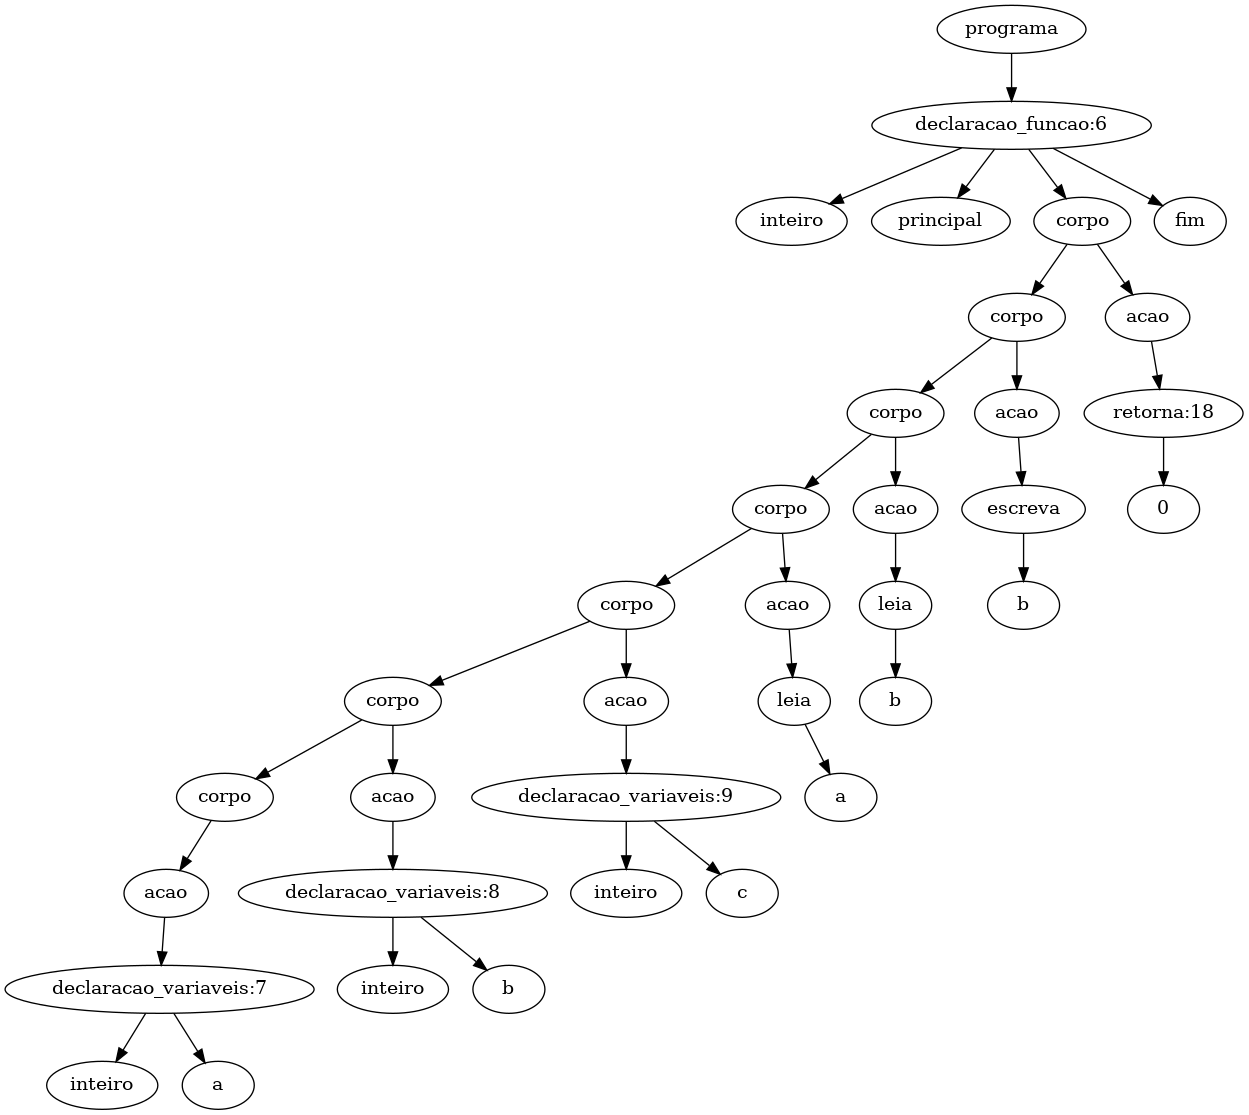 programa
declaracao_funcao:6
inteiro principal corpo fim
corpo acao
corpo acao retorna:18
corpo acao escreva 0
corpo acao leia b
corpo acao leia b
corpo acao declaracao_variaveis:9 a
acao declaracao_variaveis:8 inteiro c
declaracao_variaveis:7 inteiro b
inteiro a